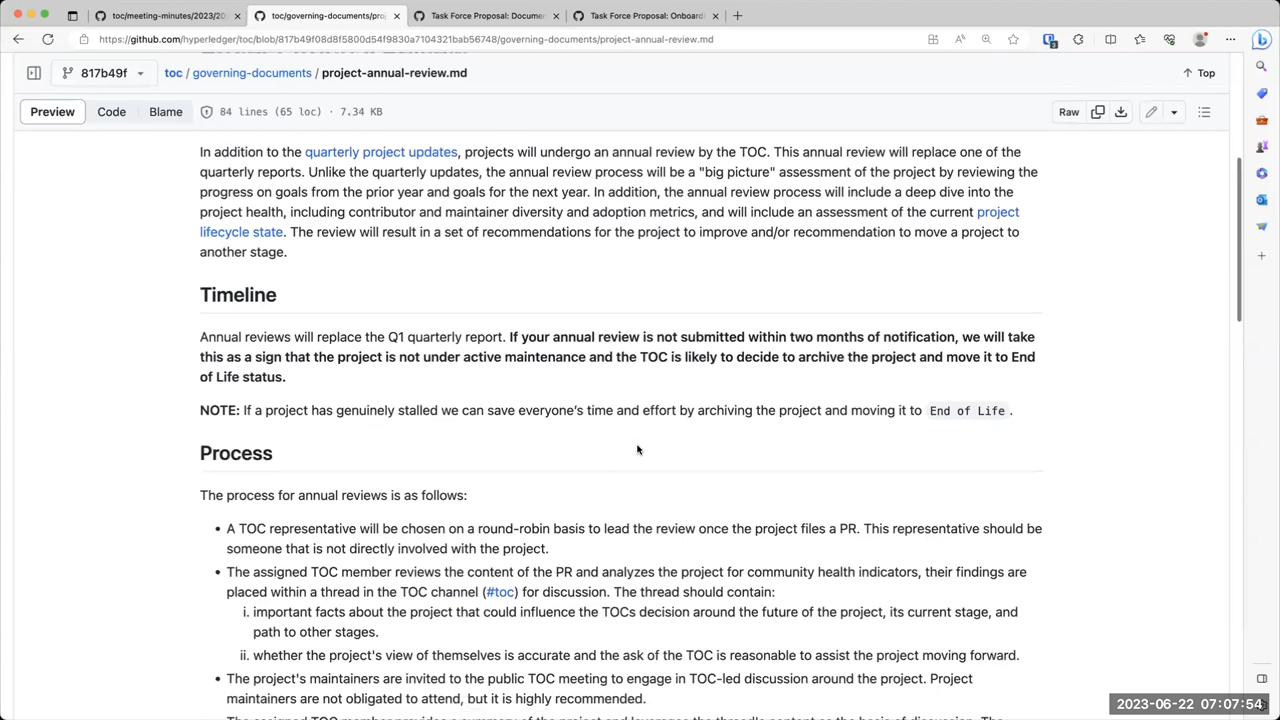 toc/meeting-minutes/2023/20
toc/governing-documents/proj
Task Force Proposal: Documen
Task Force Proposal: Onboard
https://github.com/hyperledger/toc/blob/817b49f08d8f5800d54f9830a7104321bab56748/governing-documents/project-annual-review.md
817b49f
toc / governing-documents / project-annual-review.md
Top
Preview Code Blame 84 lines (65 loc) · 7.34 KB
Raw
In addition to the quarterly project updates, projects will undergo an annual review by the TOC. This annual review will replace one of the
quarterly reports. Unlike the quarterly updates, the annual review process will be a "big picture" assessment of the project by reviewing the
progress on goals from the prior year and goals for the next year. In addition, the annual review process will include a deep dive into the
project health, including contributor and maintainer diversity and adoption metrics, and will include an assessment of the current project
lifecycle state. The review will result in a set of recommendations for the project to improve and/or recommendation to move a project to
another stage.
Timeline
Annual reviews will replace the Q1 quarterly report. If your annual review is not submitted within two months of notification, we will take
this as a sign that the project is not under active maintenance and the TOC is likely to decide to archive the project and move it to End
of Life status.
NOTE: If a project has genuinely stalled we can save everyone's time and effort by archiving the project and moving it to End of Life.
Process
The process for annual reviews is as follows:
• A TOC representative will be chosen on a round-robin basis to lead the review once the project files a PR. This representative should be
someone that is not directly involved with the project.
• The assigned TOC member reviews the content of the PR and analyzes the project for community health indicators, their findings are
placed within a thread in the TOC channel (#toc) for discussion. The thread should contain:
i. important facts about the project that could influence the TOCs decision around the future of the project, its current stage, and
path to other stages.
ii. whether the project's view of themselves is accurate and the ask of the TOC is reasonable to assist the project moving forward.
• The project's maintainers are invited to the public TOC meeting to engage in TOC-led discussion around the project. Project
maintainers are not obligated to attend, but it is highly recommended.
2023-06-22 07:07:54